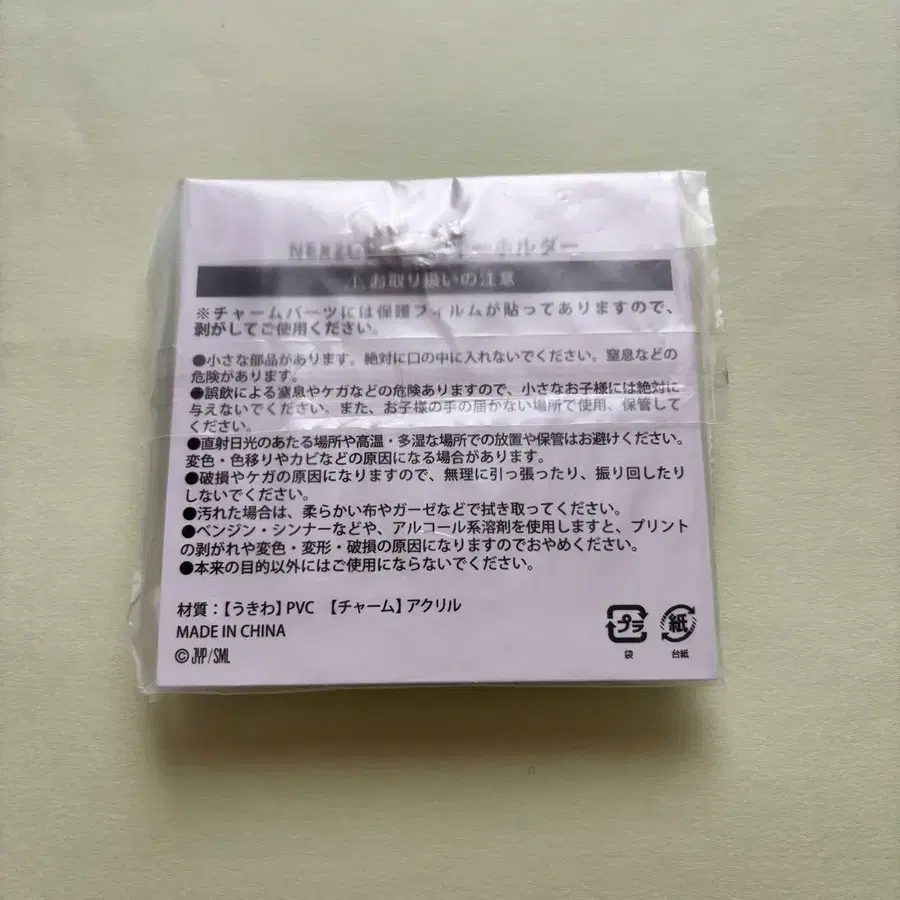 ーホルダー
お取り扱いの注意
※チャームパーツには保護フィルムが貼ってありますので、
剥がしてご使用ください。
●小さな部品があります。絶対に口の中に入れないでください。窒息などの
危険があります。
●誤飲による窒息やケガなどの危険ありますので、小さなお子様には絶対に
与えないでください。また、お子様の手の届かない場所で使用、保管して
ください。
●直射日光のあたる場所や高温・多湿な場所での放置や保管はお避けください。
変色・色移りやカビなどの原因になる場合があります。
●破損やケガの原因になりますので、無理に引っ張ったり、振り回したり
しないでください。
●汚れた場合は、柔らかい布やガーゼなどで拭き取ってください。
●ベンジン・シンナーなどや、アルコール系溶剤を使用しますと、プリント
の剥がれや変色・変形・破損の原因になりますのでおやめください。
●本来の目的以外にはご使用にならないでください。
材質:【うきわ】PVC 【チャーム】アクリル
MADE IN CHINA
© JYP/SML
プラ 紙
袋 台紙